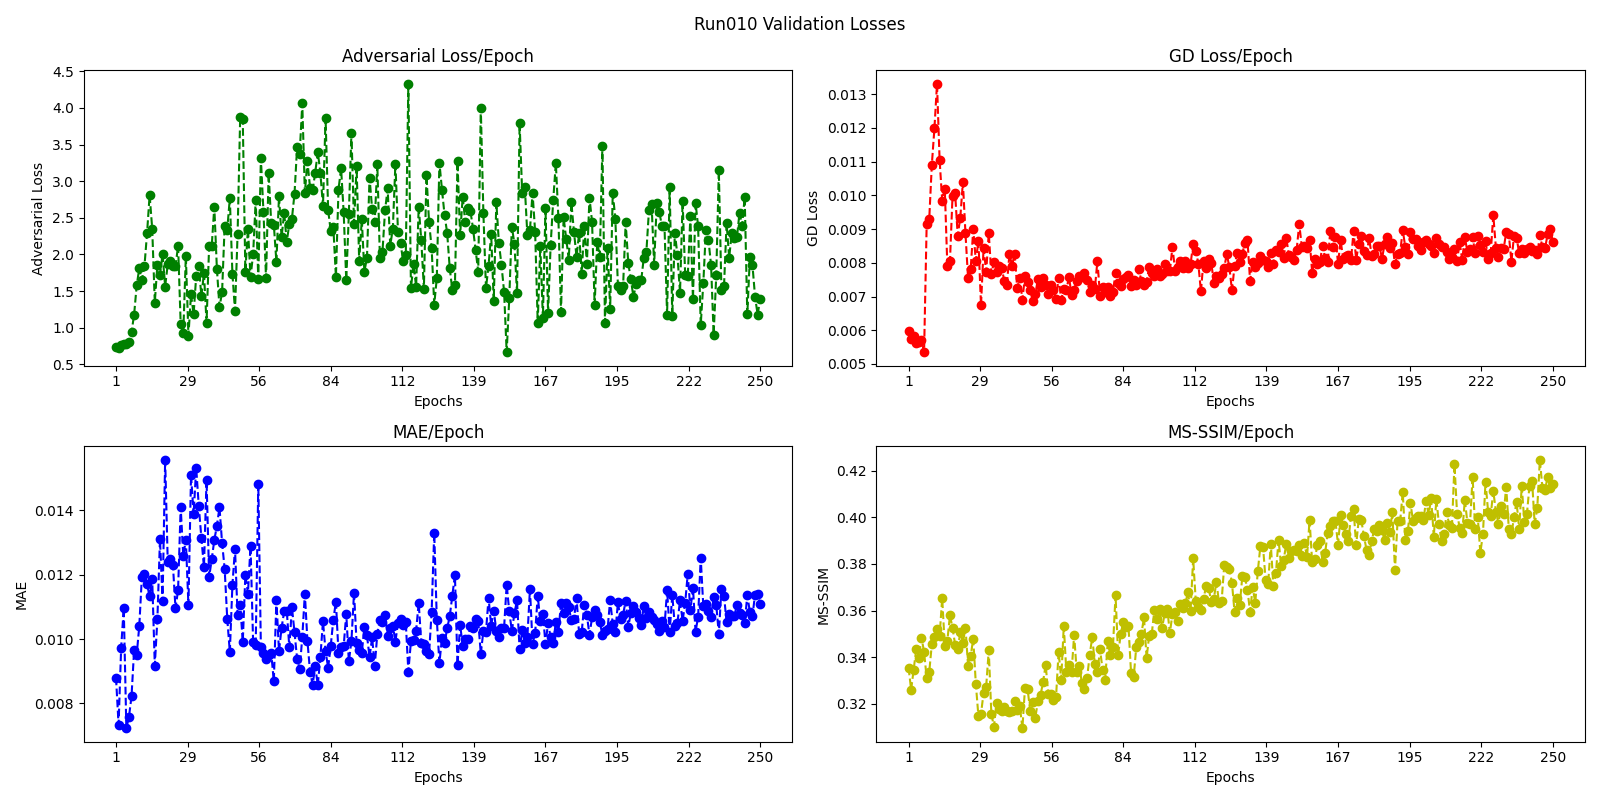 Run010 Validation Losses
Adversarial Loss/Epoch
4.5
4.0
3.5
3.0
2.5
2.0
1.5
1.0
0.5
Adversarial Loss
1 29 56 84 112 139 167 195 222 250
Epochs
GD Loss/Epoch
0.013
0.012
0.011
0.010
0.009
0.008
0.007
0.006
0.005
GD Loss
1 29 56 84 112 139 167 195 222 250
Epochs
MAE/Epoch
0.014
0.012
0.010
0.008
MAE
1 29 56 84 112 139 167 195 222 250
Epochs
MS-SSIM/Epoch
0.42
0.40
0.38
0.36
0.34
0.32
MS-SSIM
1 29 56 84 112 139 167 195 222 250
Epochs